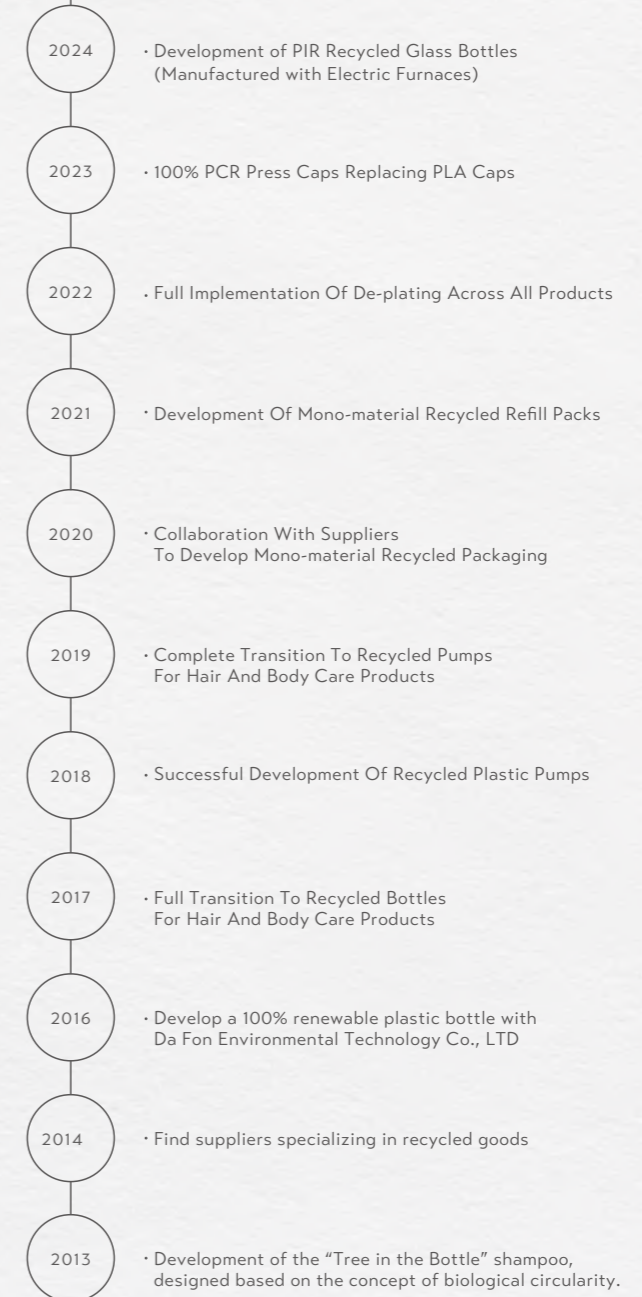 2024
· Development of PIR Recycled Glass Bottles
(Manufactured with Electric Furnaces)
2023
· 100% PCR Press Caps Replacing PLA Caps
2022
· Full Implementation Of De-plating Across All Products
2021
· Development Of Mono-material Recycled Refill Packs
2020
· Collaboration With Suppliers
To Develop Mono-material Recycled Packaging
2019
· Complete Transition To Recycled Pumps
For Hair And Body Care Products
2018
· Successful Development Of Recycled Plastic Pumps
2017
· Full Transition To Recycled Bottles
For Hair And Body Care Products
2016
· Develop a 100% renewable plastic bottle with
Da Fon Environmental Technology Co., LTD
2014
· Find suppliers specializing in recycled goods
2013
· Development of the “Tree in the Bottle” shampoo,
designed based on the concept of biological circularity.